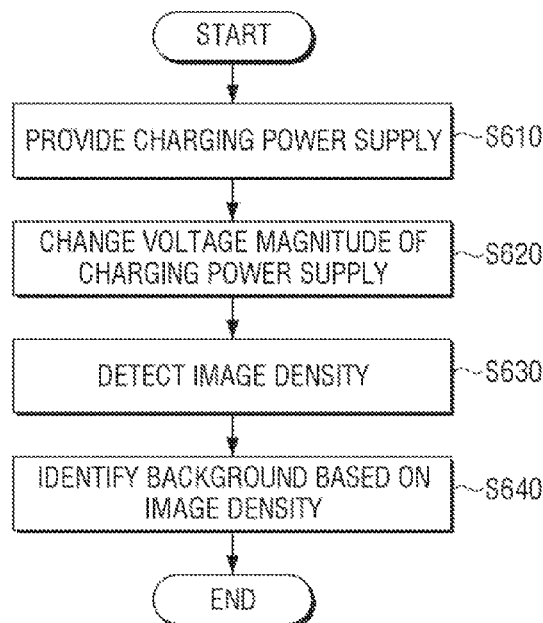 START
PROVIDE CHARGING POWER SUPPLY
S610
CHANGE VOLTAGE MAGNITUDE OF
CHARGING POWER SUPPLY
S620
DETECT IMAGE DENSITY
S630
IDENTIFY BACKGROUND BASED ON
IMAGE DENSITY
S640
END